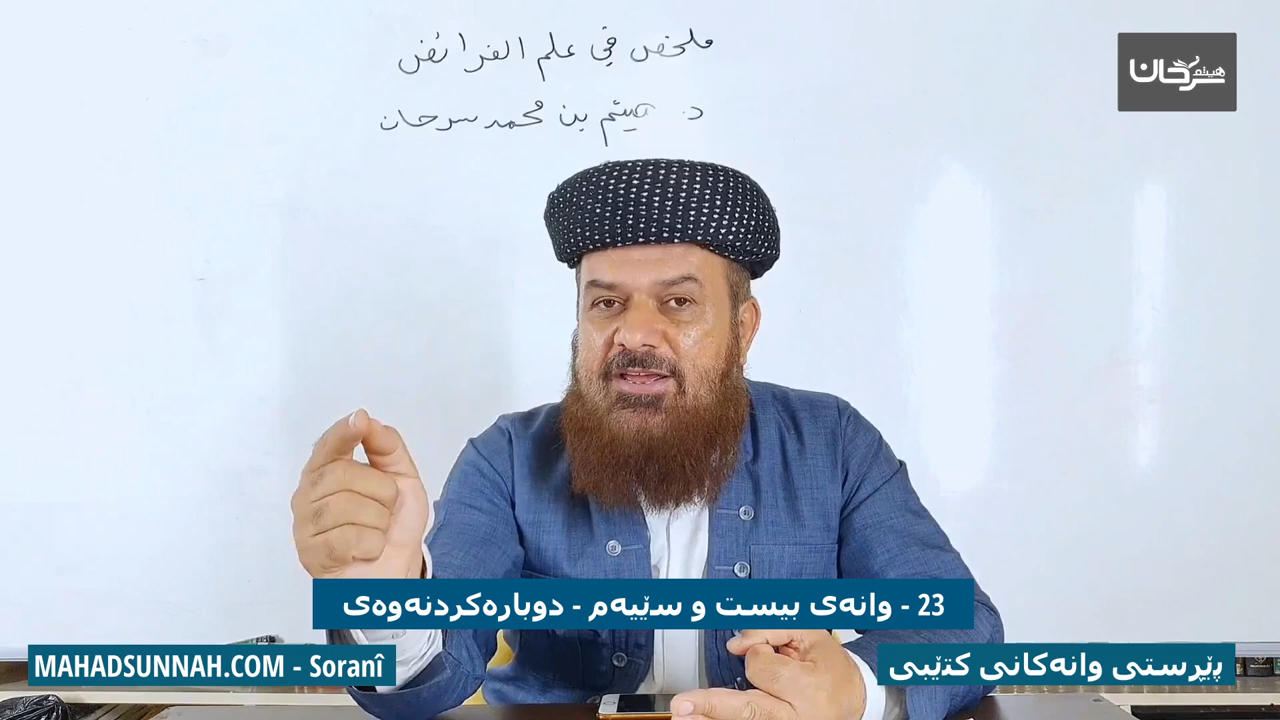 ملخص في علم الفرائض
د. هيثم بن محمد سرحان
هيثم
سرحان
23 - وانەی بیست و سێیەم - دوبارەکردنەوەی
MAHADSUNNAH.COM - Soranî
پێڕستی وانەکانی کتێبی